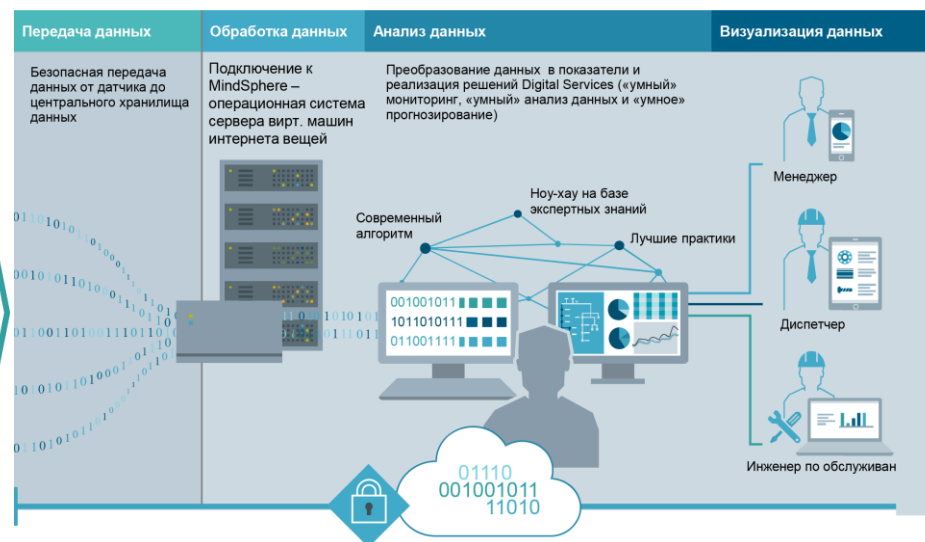 Передача данных
Обработка данных
Анализ данных
Визуализация данных
Безопасная передача
данных от датчика до
центрального хранилища
данных
Подключение к
MindSphere –
операционная система
сервера вирт. машин
интернета вещей
Преобразование данных в показатели и
реализация решений Digital Services («умный»
мониторинг, «умный» анализ данных и «умное»
прогнозирование)
Менеджер
Ноу-хау на базе
экспертных знаний
Современный
алгоритм
Лучшие практики
001001011
1011010111
011001111
Диспетчер
Инженер по обслуживан
01110
001001011
11010